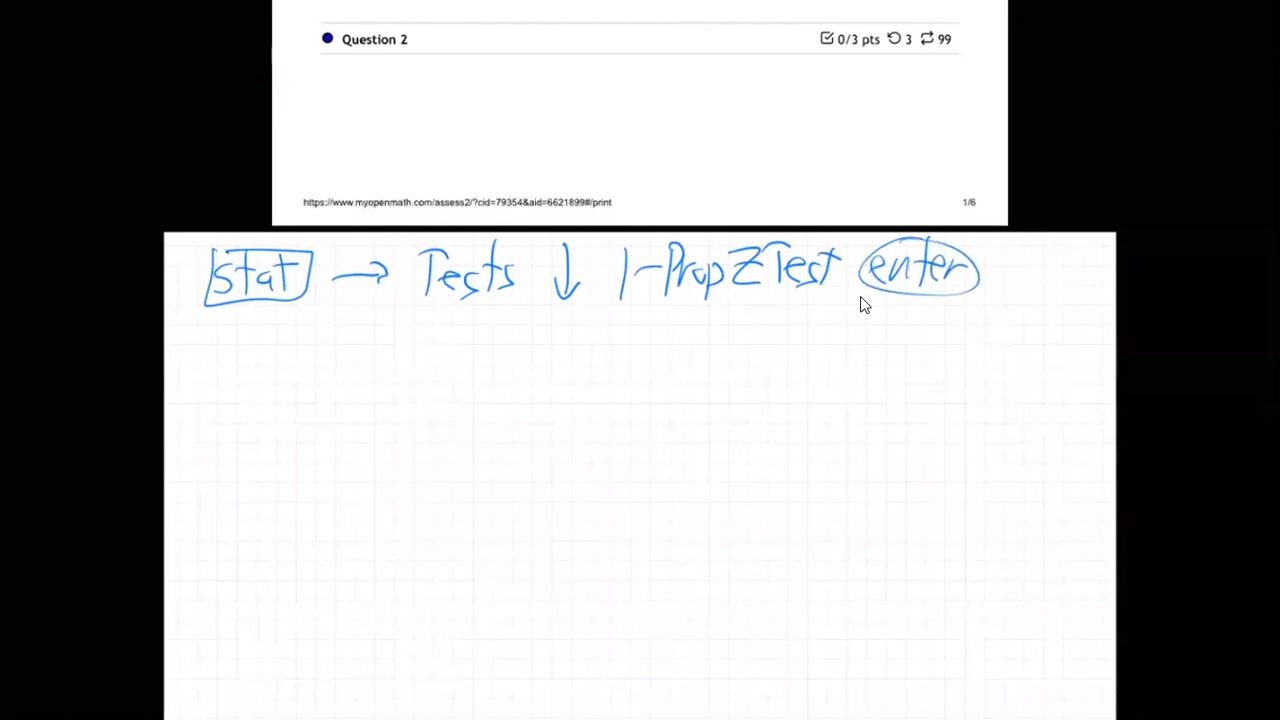 Question 2 0/3 pts 3 99
https://www.myopenmath.com/assess2/?cid=79354&aid=6621899#/print 1/6
stat → Tests ↓ 1-PropZTest enter